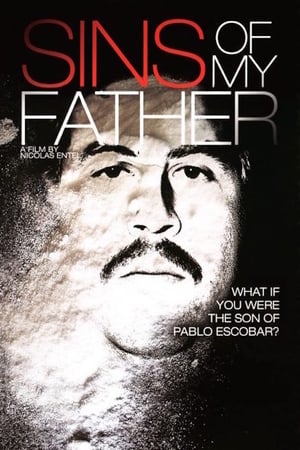 SINS OF
MY
FATHER
A FILM BY
NICOLAS ENTEL
WHAT IF
YOU WERE
THE SON OF
PABLO ESCOBAR?